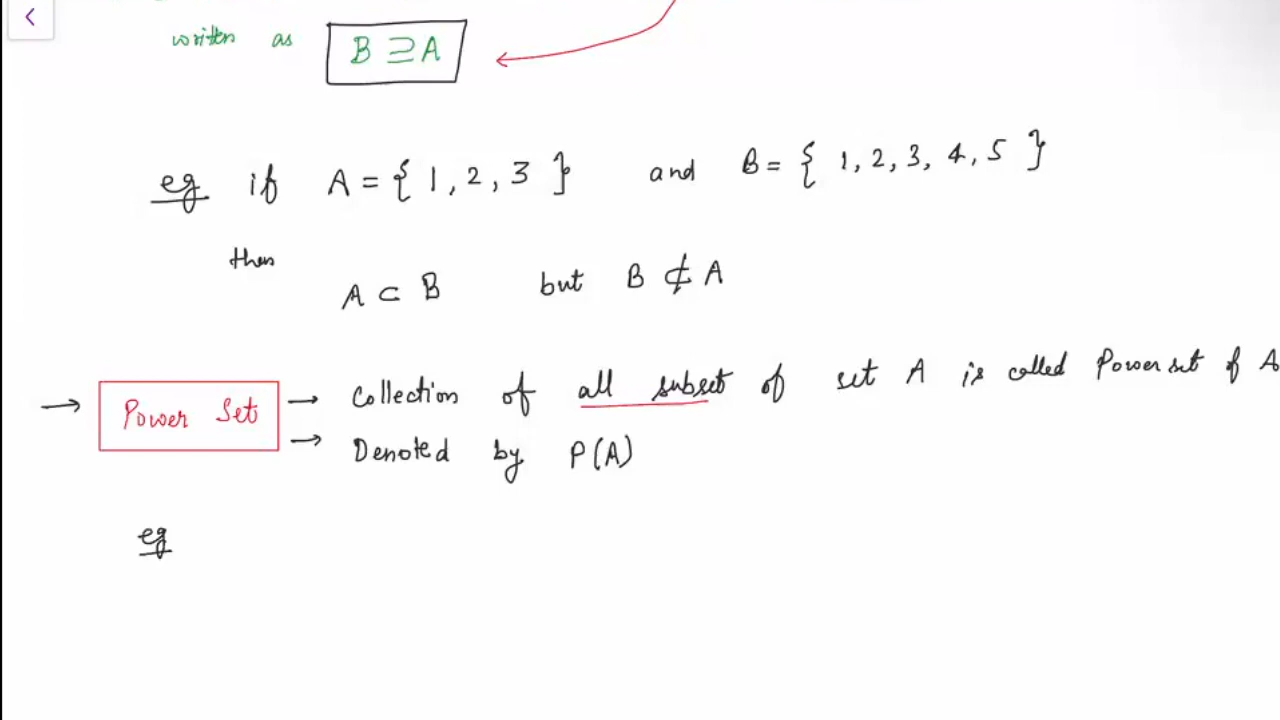 written as B ⊇ A
eg if A = { 1, 2, 3 } and B = { 1, 2, 3, 4, 5 }
then
A ⊂ B but B ⊄ A
→ Power Set → Collection of all subset of set A is called Power set of A
→ Denoted by P(A)
eg